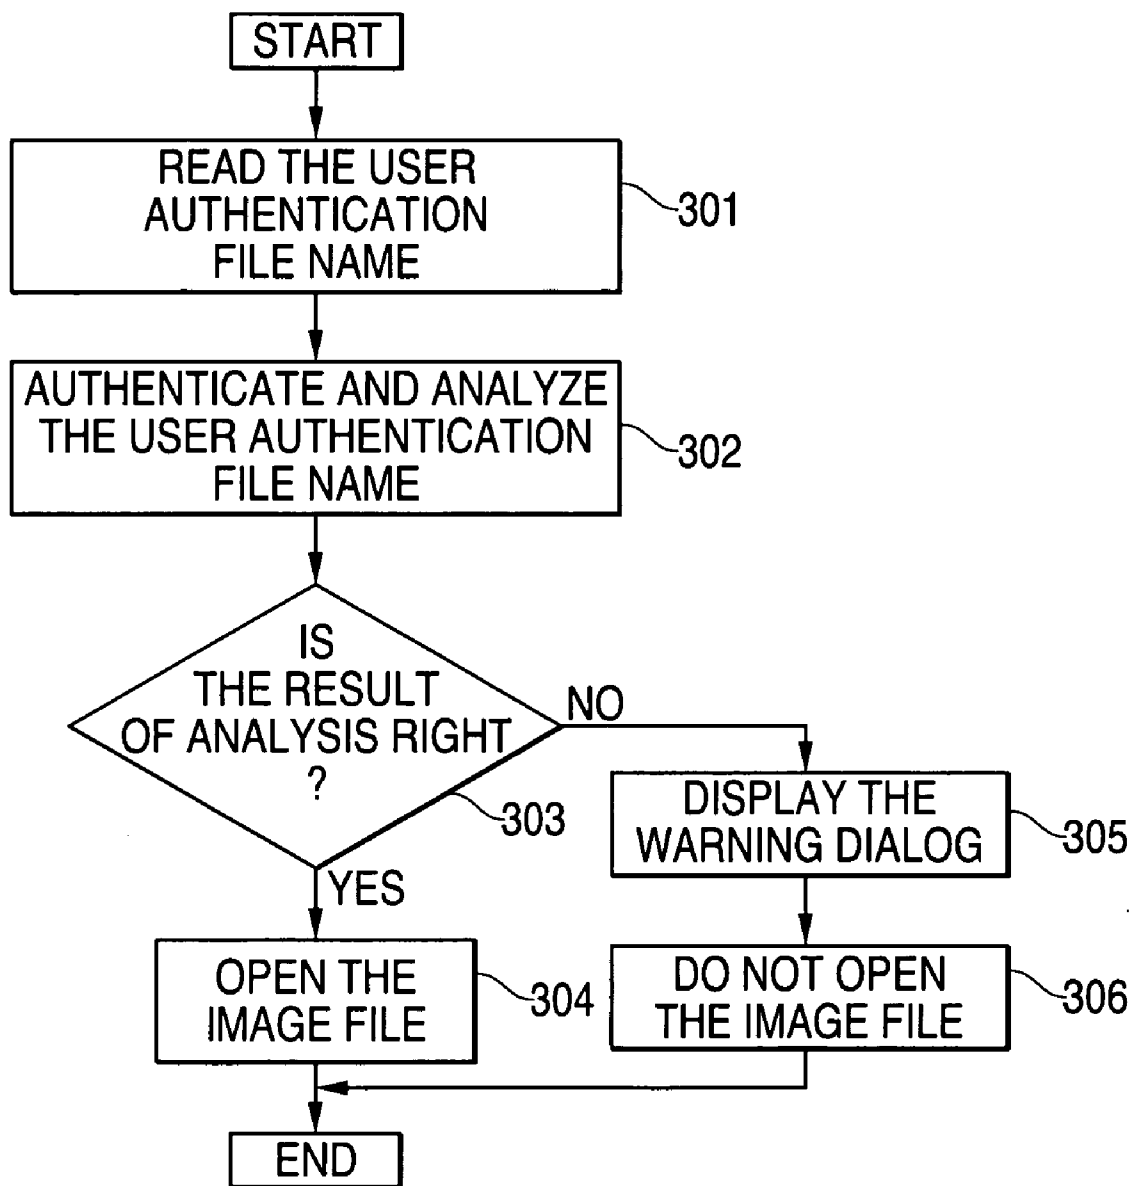 START
READ THE USER
AUTHENTICATION
FILE NAME
301
AUTHENTICATE AND ANALYZE
THE USER AUTHENTICATION
FILE NAME
302
IS
THE RESULT
OF ANALYSIS RIGHT
?
303
NO
YES
DISPLAY THE
WARNING DIALOG
305
OPEN THE
IMAGE FILE
304
DO NOT OPEN
THE IMAGE FILE
306
END